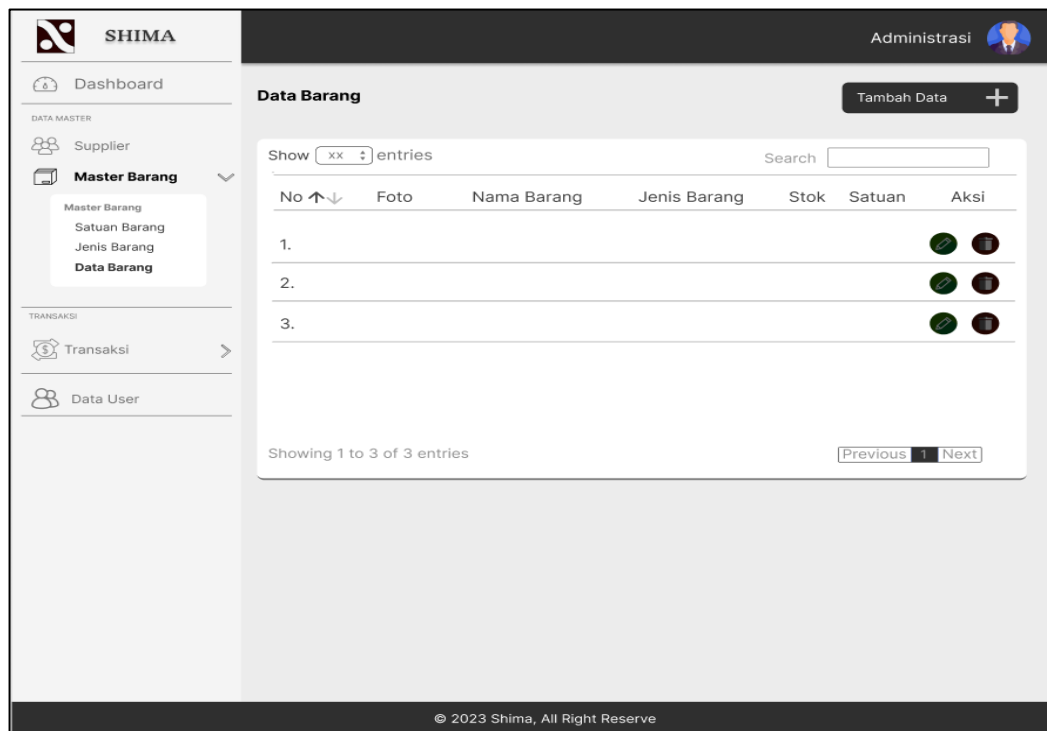 SHIMA
Administrasi
Dashboard
DATA MASTER
Supplier
Master Barang
Master Barang
Satuan Barang
Jenis Barang
Data Barang
TRANSAKSI
Transaksi
Data User
Data Barang
Tambah Data
Show xx entries
Search
No Foto Nama Barang Jenis Barang Stok Satuan Aksi
1.
2.
3.
Showing 1 to 3 of 3 entries
Previous 1 Next
© 2023 Shima, All Right Reserve